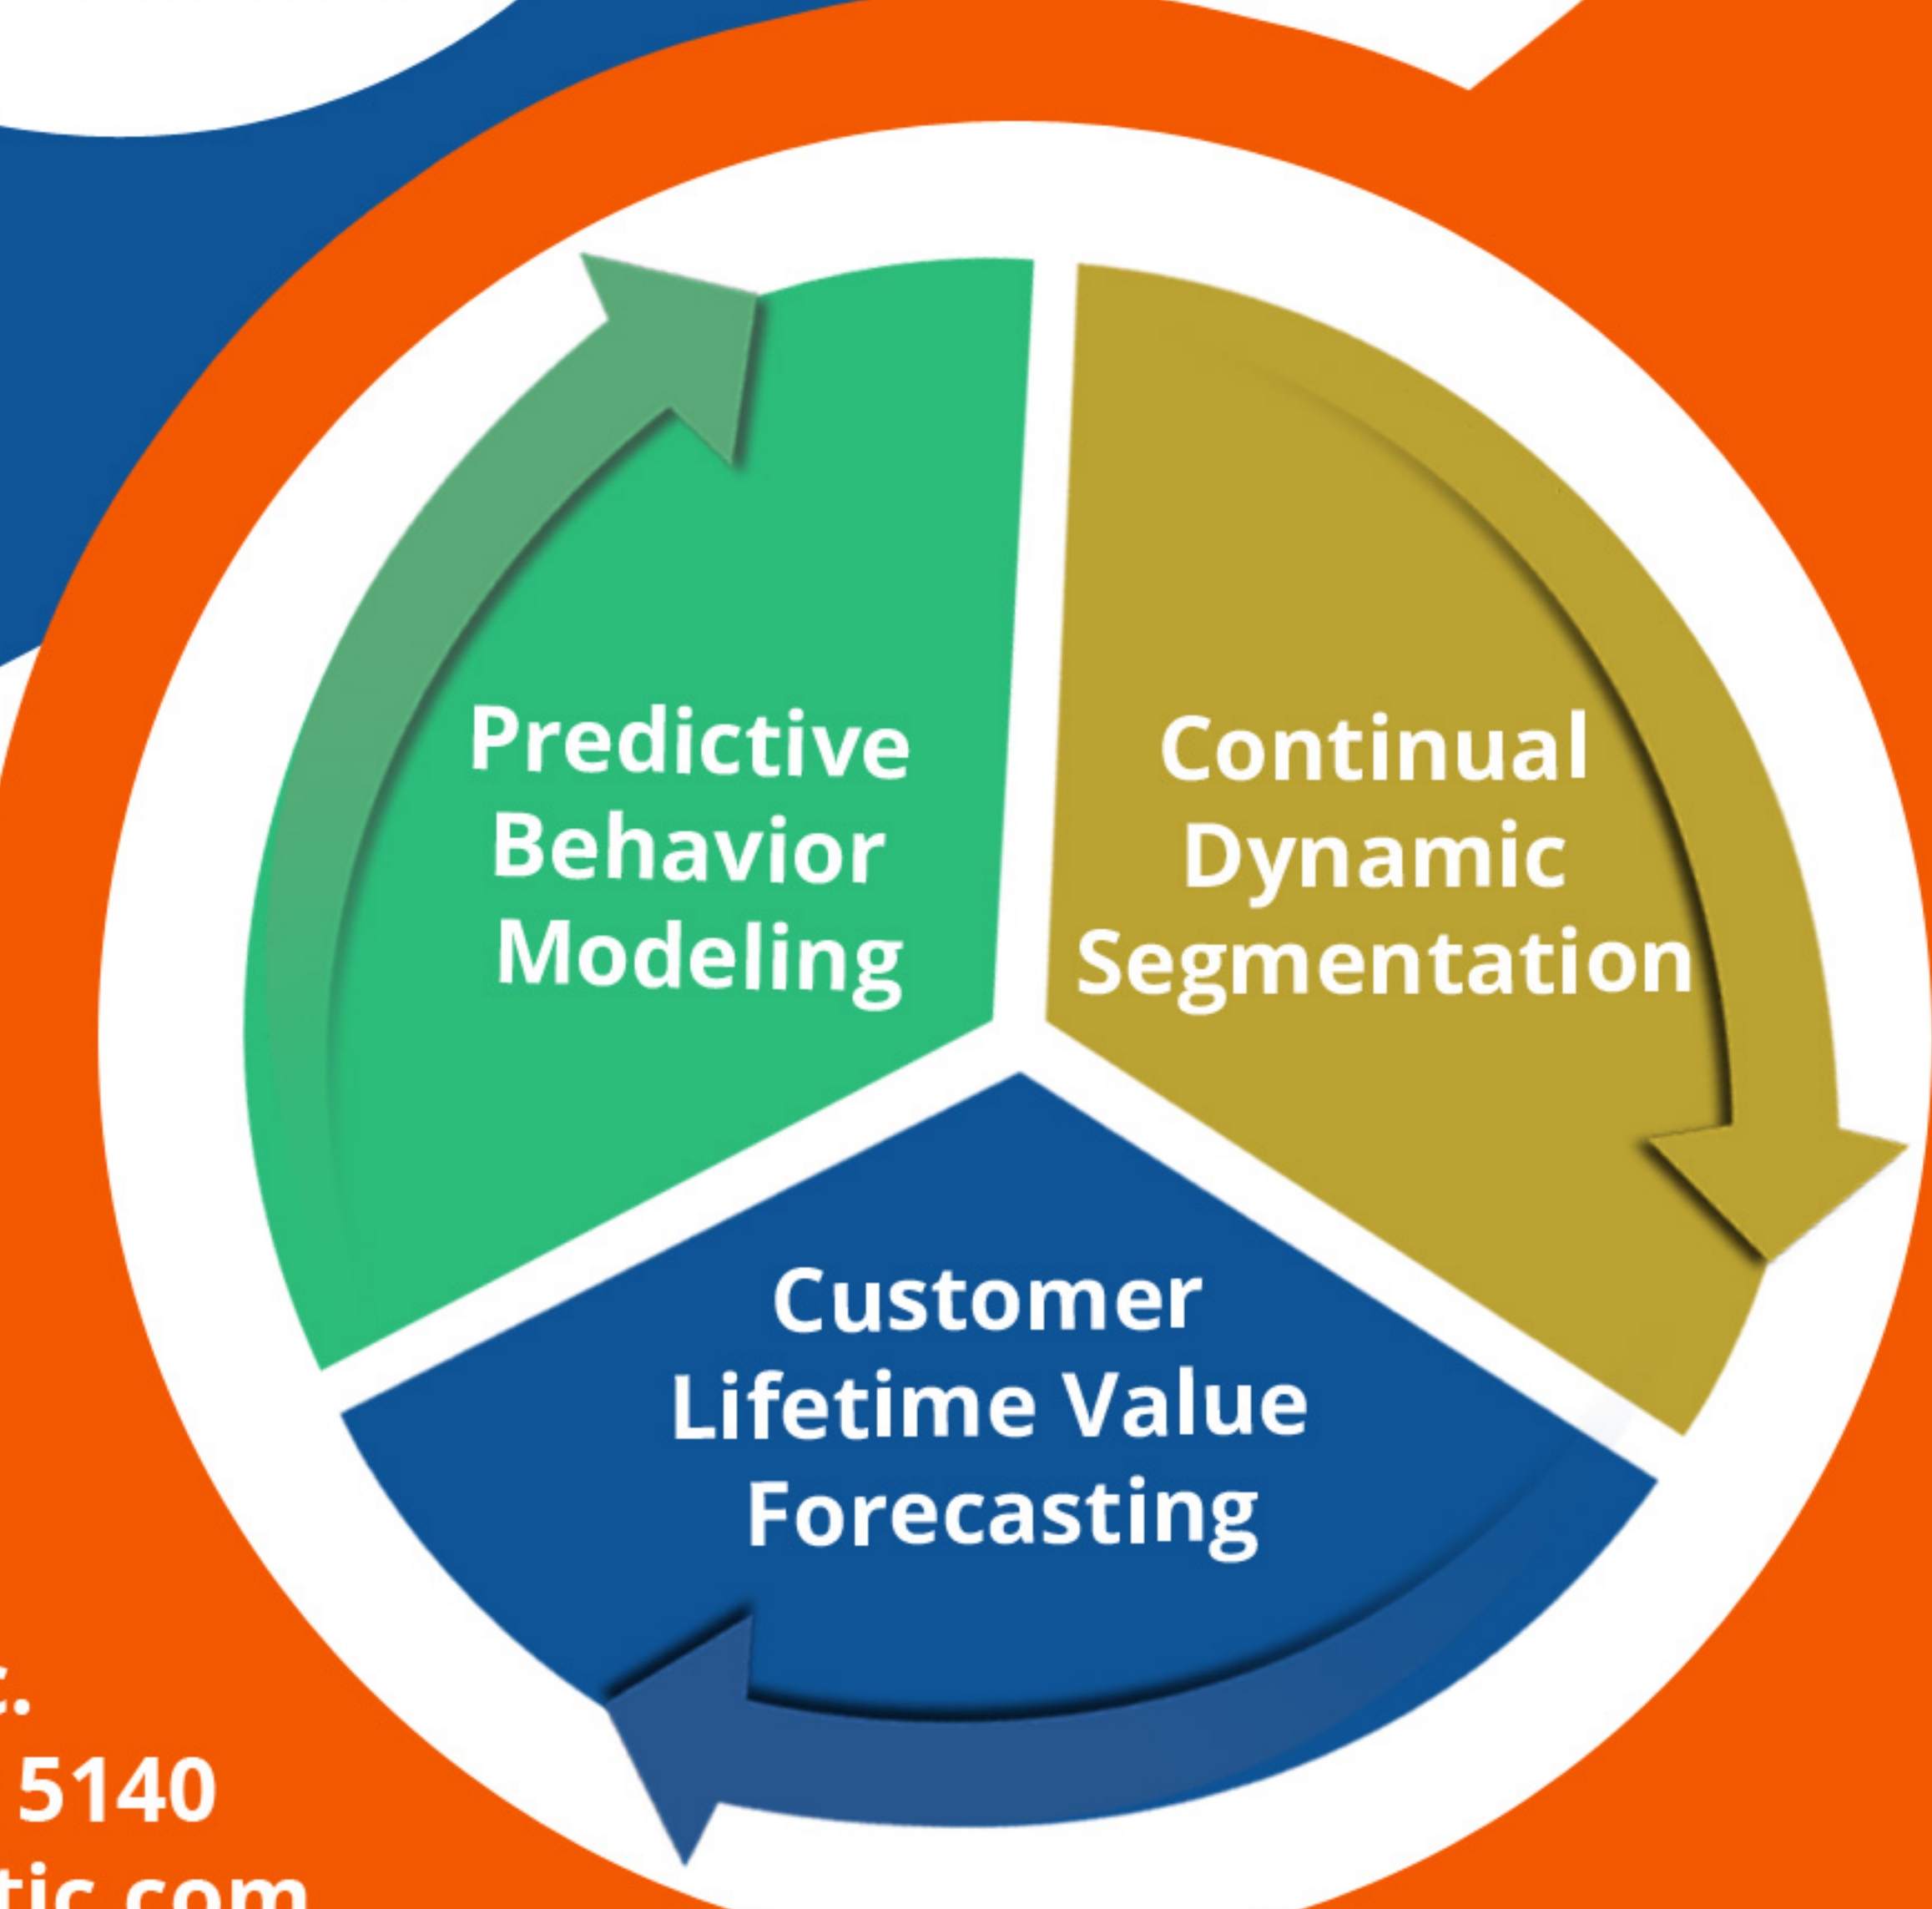 Predictive
Behavior
Modeling
Continual
Dynamic
Segmentation
Customer
Lifetime Value
Forecasting
5140